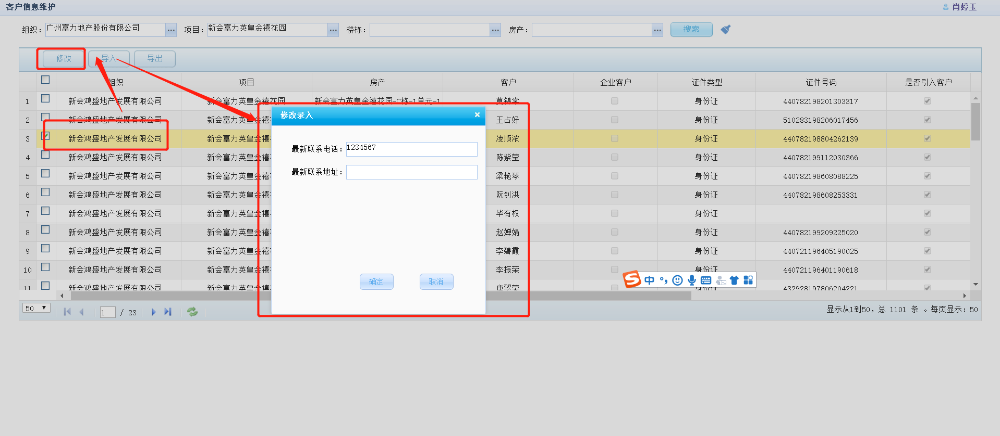 客户信息维护
肖婷玉
组织： 广州富力地产股份有限公司 ... 项目： 新会富力英皇金禧花园 ... 楼栋： ... 房产： ... 搜索
修改 导入 导出
组织 项目 房产 客户 企业客户 证件类型 证件号码 是否引入客户
1 新会鸿盛地产发展有限公司 新会富力英皇金禧花园 新会富力英皇金禧花园-C栋-1单元-1 莫锦棠 身份证 440782198201303317
2 新会鸿盛地产发展有限公司 新会富力英皇金禧 王占好 身份证 510283198206017456
3 新会鸿盛地产发展有限公司 新会富力英皇金禧 凌顺浓 身份证 440782198804262139
4 新会鸿盛地产发展有限公司 新会富力英皇金禧 陈紫莹 身份证 440782199112030366
5 新会鸿盛地产发展有限公司 新会富力英皇金禧 梁艳琴 身份证 440782198608088225
6 新会鸿盛地产发展有限公司 新会富力英皇金禧 阮钊洪 身份证 440782198608253331
7 新会鸿盛地产发展有限公司 新会富力英皇金禧 毕有权 身份证
8 新会鸿盛地产发展有限公司 新会富力英皇金禧 赵婵娟 身份证 440782199209225020
9 新会鸿盛地产发展有限公司 新会富力英皇金禧 李碧霞 身份证 440721196405190025
10 新会鸿盛地产发展有限公司 新会富力英皇金禧 李振荣 身份证 440721196401190618
11 新会鸿盛地产发展有限公司 新会富力英皇金禧 唐翠荣 身份证 432928197806204221
修改录入
最新联系电话： 1234567
最新联系地址：
确定 取消
S 中
50 1 / 23
显示从1到50，总 1101 条 。每页显示：50